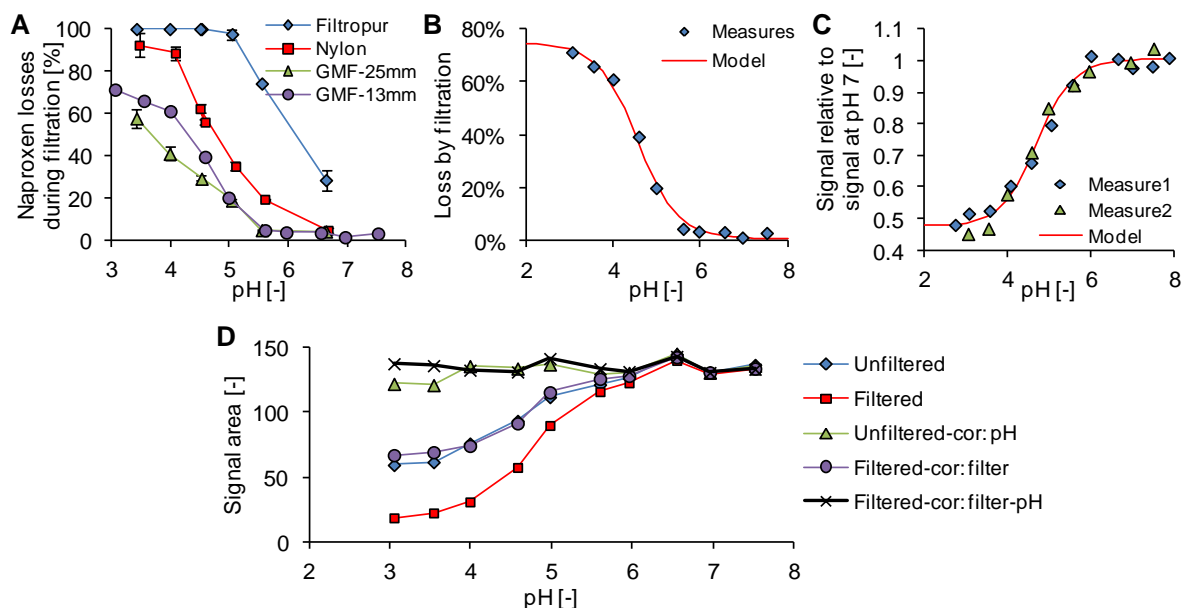 A
Naproxen losses
during filtration [%]
100
80
60
40
20
0
3 4 5 6 7 8
pH [-]
Filtropur
Nylon
GMF-25mm
GMF-13mm
B
Loss by filtration
80%
60%
40%
20%
0%
2 4 6 8
pH [-]
Measures
Model
C
Signal relative to
signal at pH 7 [-]
1.1
1.0
0.9
0.8
0.7
0.6
0.5
0.4
2 4 6 8
pH [-]
Measure1
Measure2
Model
D
Signal area [-]
150
100
50
0
2 3 4 5 6 7 8
pH [-]
Unfiltered
Filtered
Unfiltered-cor:pH
Filtered-cor:filter
Filtered-cor:filter-pH